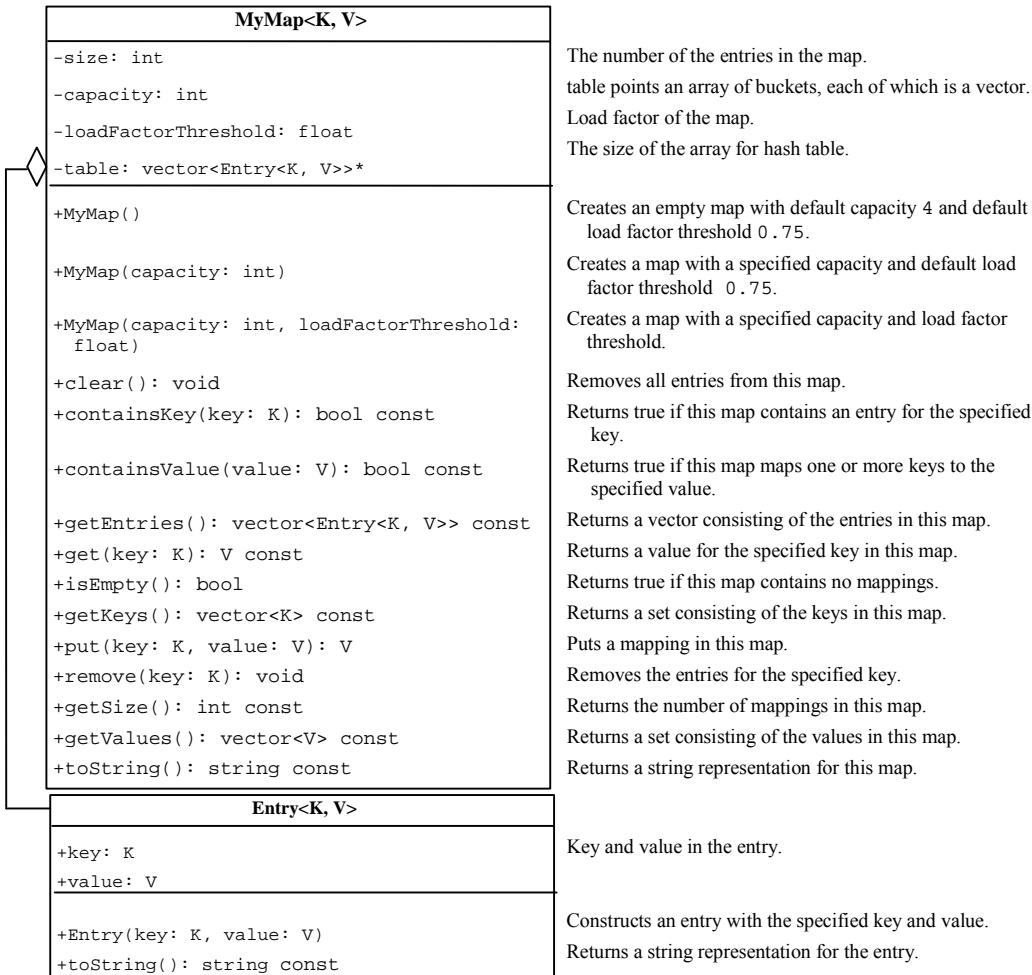 MyMap<K, V>
-size: int
The number of the entries in the map.
-capacity: int
table points an array of buckets, each of which is a vector.
-loadFactorThreshold: float
Load factor of the map.
-table: vector<Entry<K, V>>*
The size of the array for hash table.
+MyMap()
Creates an empty map with default capacity 4 and default
load factor threshold 0.75.
+MyMap(capacity: int)
Creates a map with a specified capacity and default load
factor threshold 0.75.
+MyMap(capacity: int, loadFactorThreshold:
float)
Creates a map with a specified capacity and load factor
threshold.
+clear(): void
Removes all entries from this map.
+containsKey(key: K): bool const
Returns true if this map contains an entry for the specified
key.
+containsValue(value: V): bool const
Returns true if this map maps one or more keys to the
specified value.
+getEntries(): vector<Entry<K, V>> const
Returns a vector consisting of the entries in this map.
+get(key: K): V const
Returns a value for the specified key in this map.
+isEmpty(): bool
Returns true if this map contains no mappings.
+getKeys(): vector<K> const
Returns a set consisting of the keys in this map.
+put(key: K, value: V): V
Puts a mapping in this map.
+remove(key: K): void
Removes the entries for the specified key.
+getSize(): int const
Returns the number of mappings in this map.
+getValues(): vector<V> const
Returns a set consisting of the values in this map.
+toString(): string const
Returns a string representation for this map.
Entry<K, V>
+key: K
Key and value in the entry.
+value: V
+Entry(key: K, value: V)
Constructs an entry with the specified key and value.
+toString(): string const
Returns a string representation for the entry.